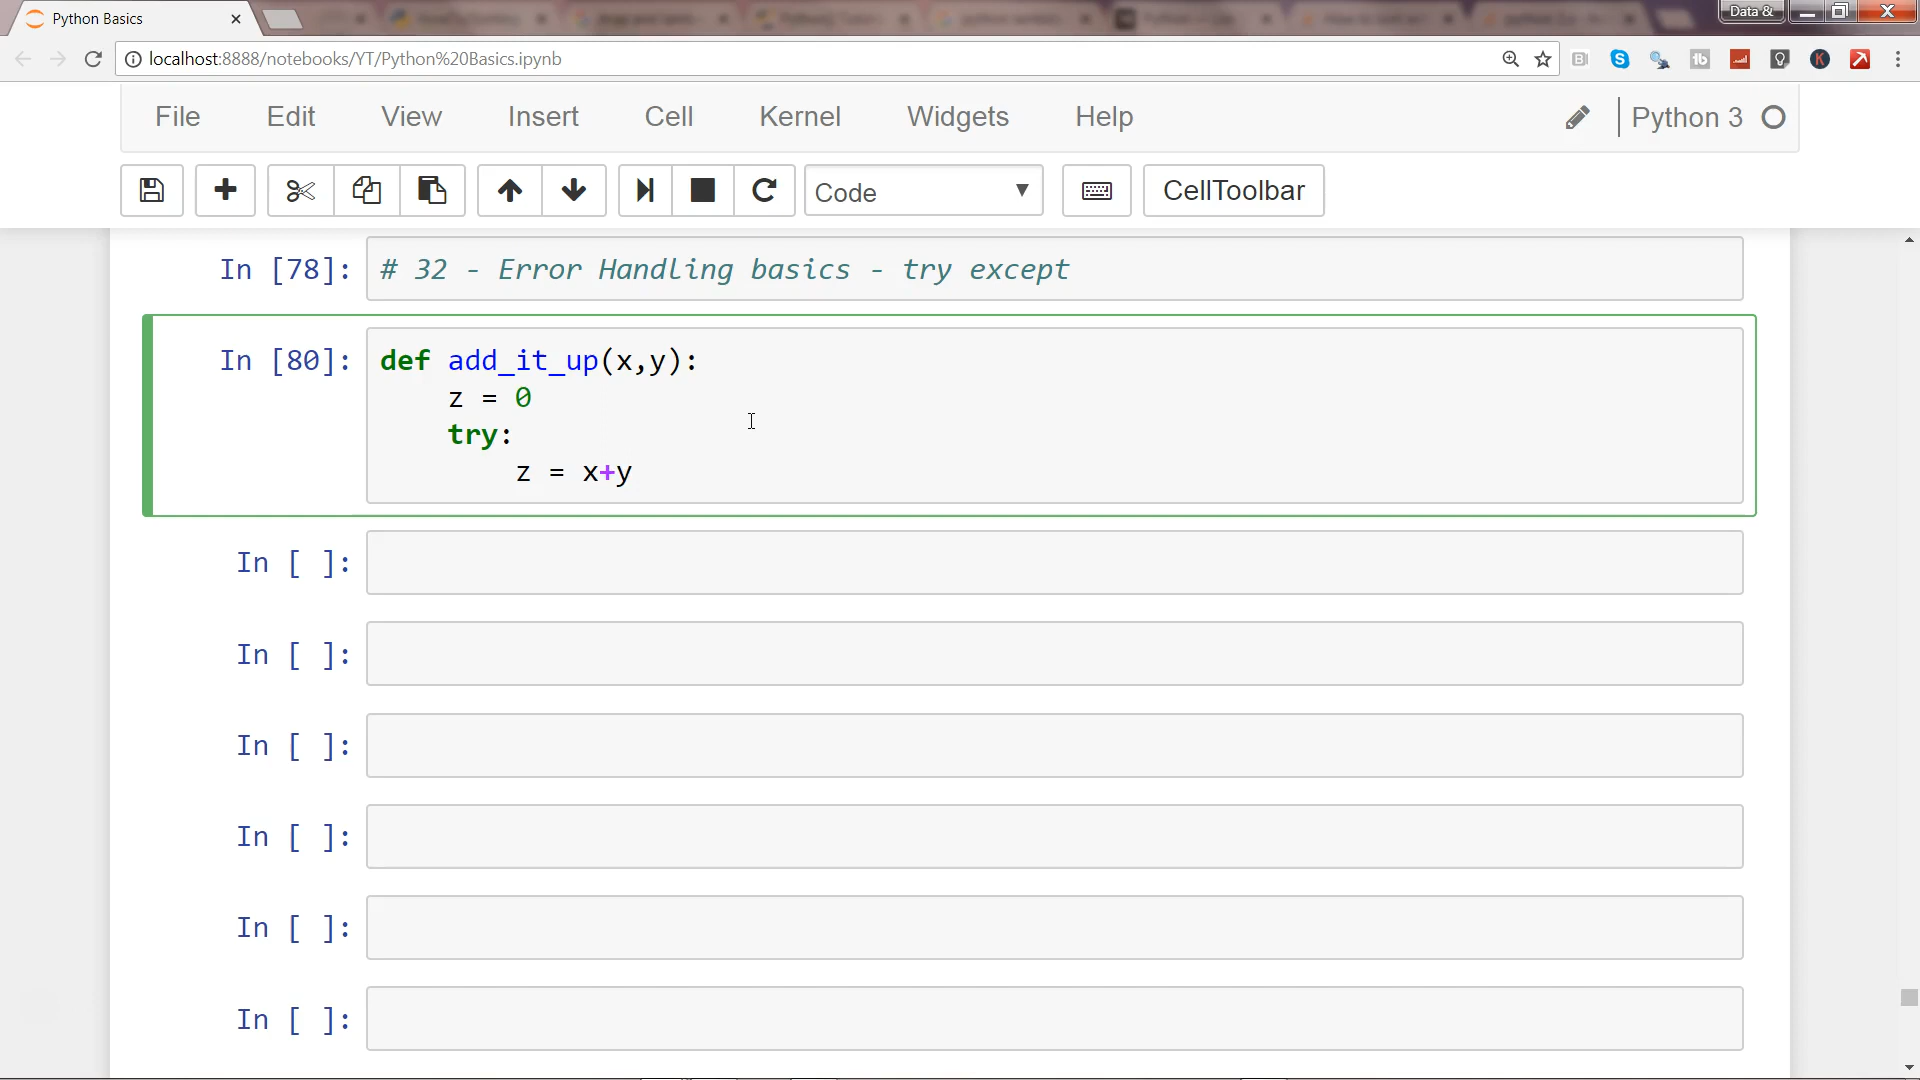 Python Basics
Data &
localhost:8888/notebooks/YT/Python%20Basics.ipynb
File Edit View Insert Cell Kernel Widgets Help
Python 3
Code
CellToolbar
In [78]: # 32 - Error Handling basics - try except
In [80]: def add_it_up(x,y):
z = 0
try:
z = x+y
In [ ]:
In [ ]:
In [ ]:
In [ ]:
In [ ]:
In [ ]: